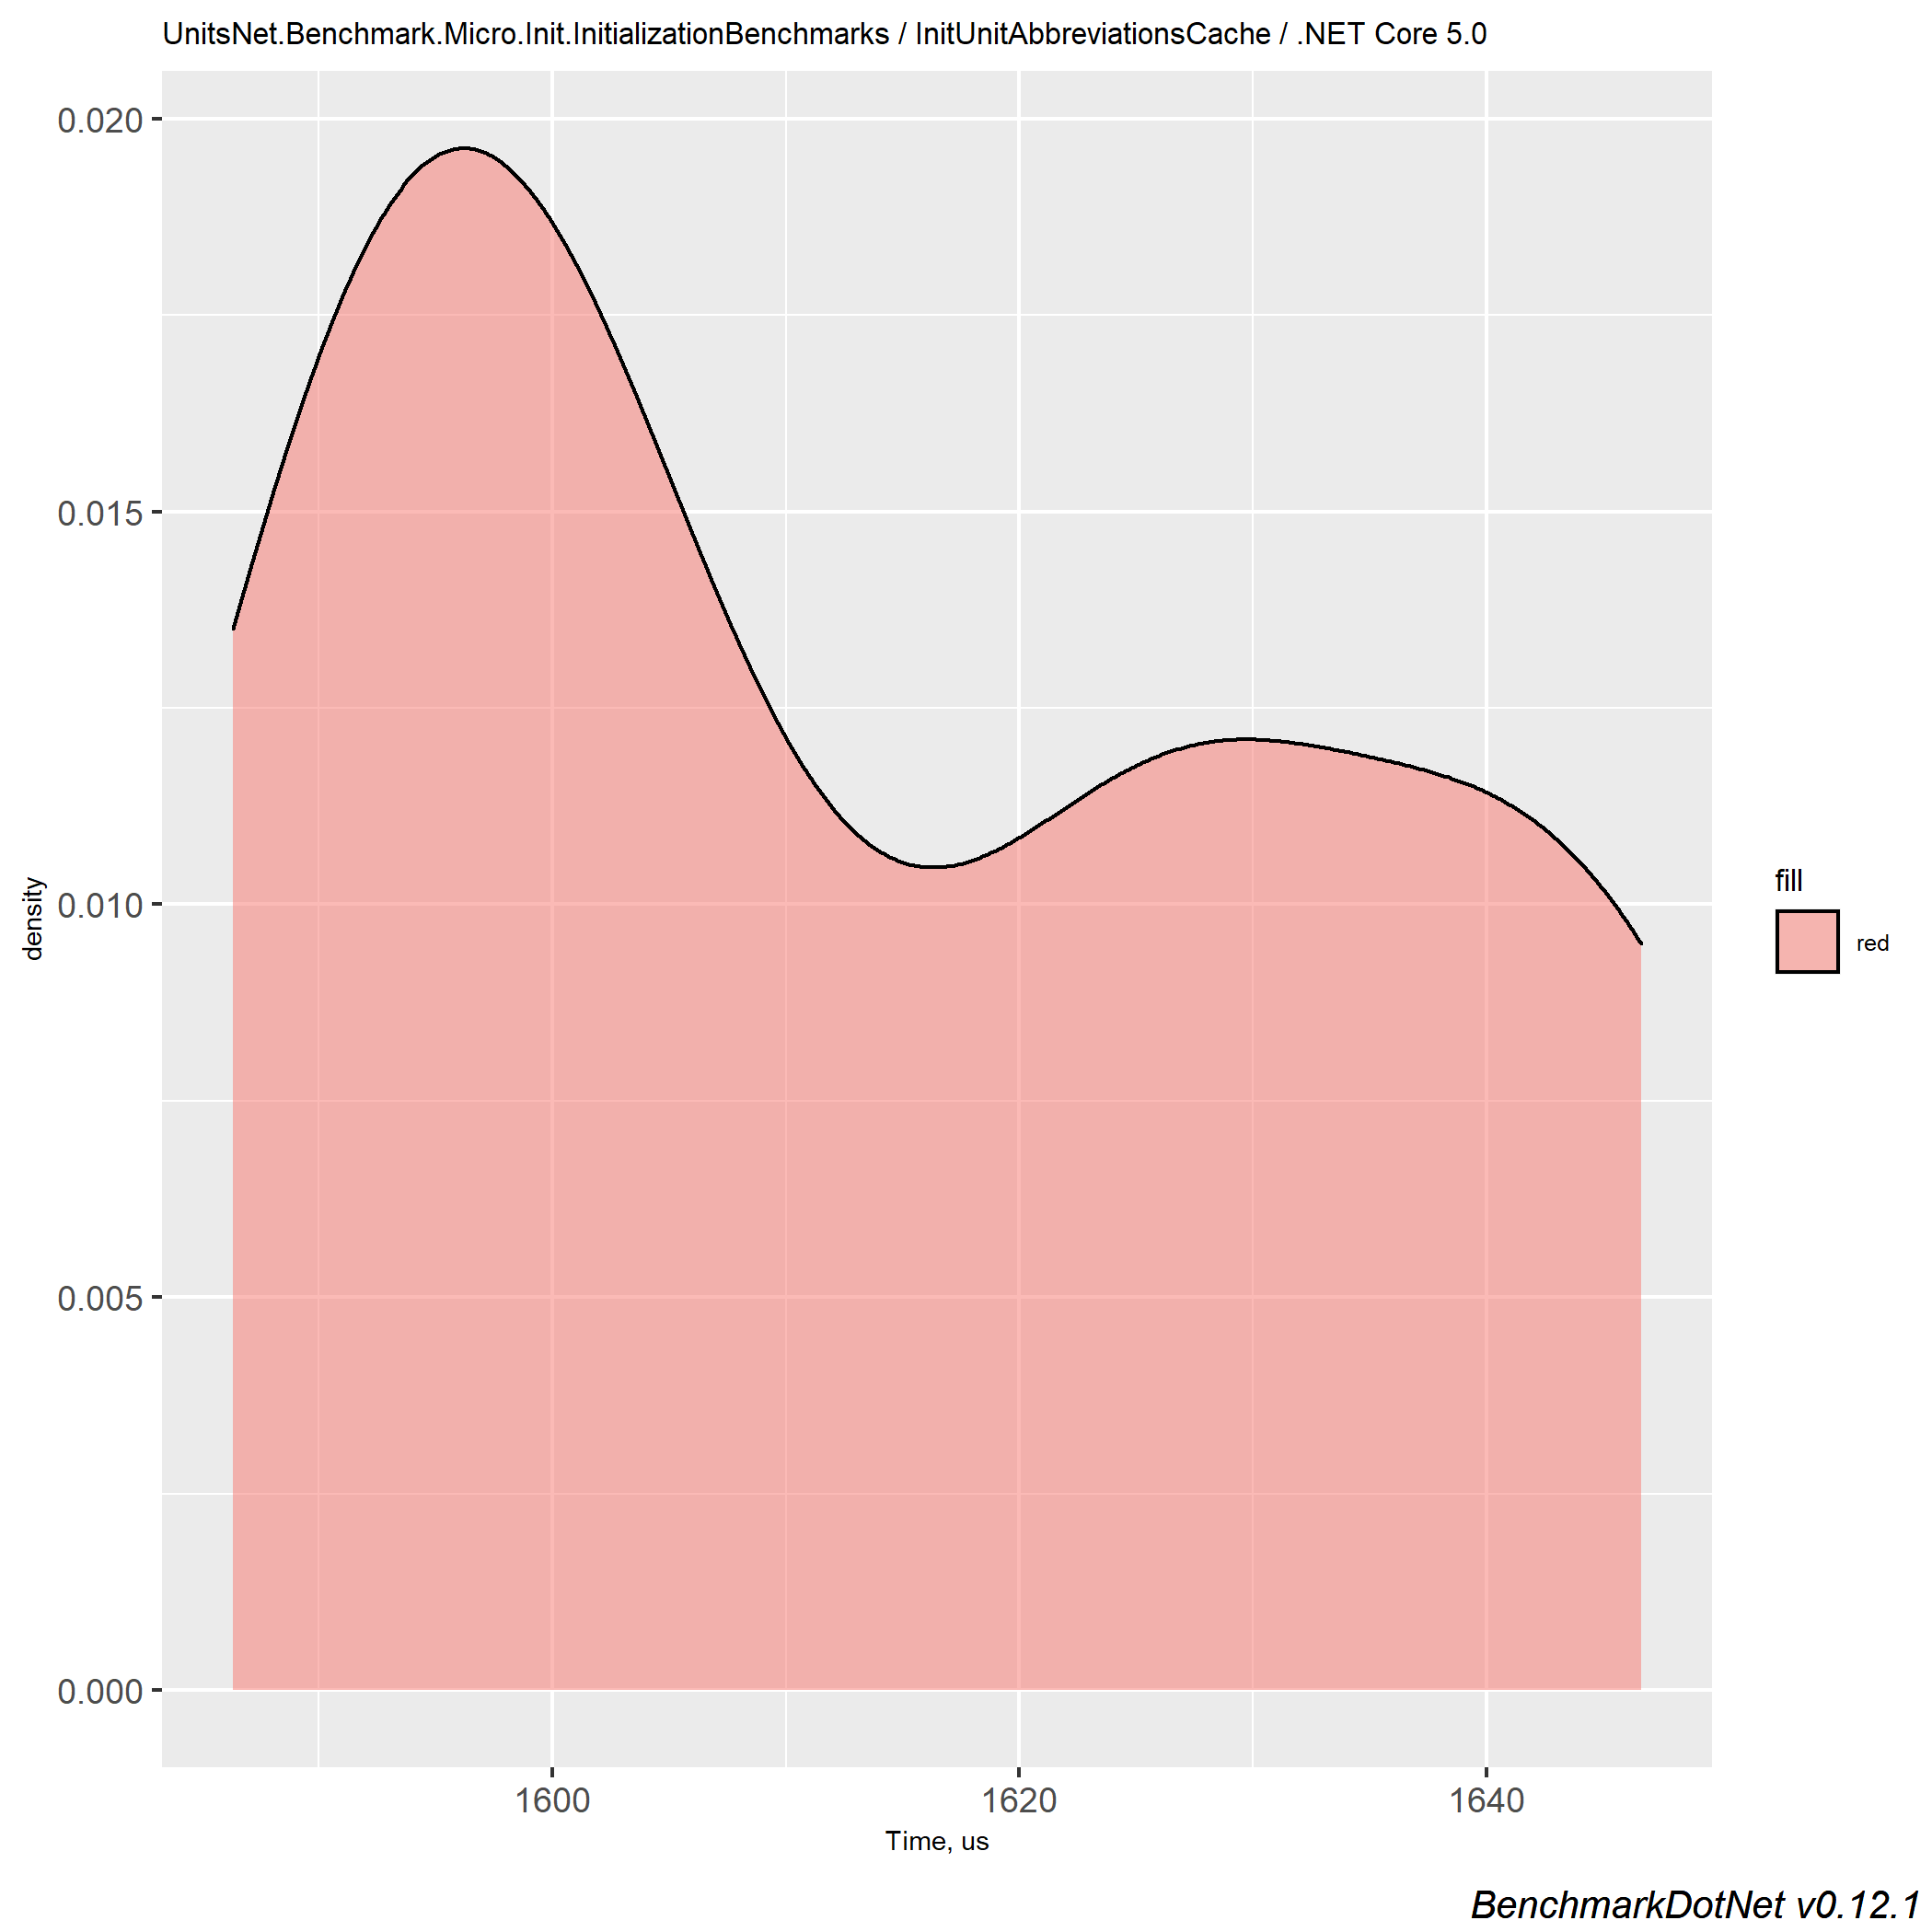 UnitsNet.Benchmark.Micro.Init.InitializationBenchmarks / InitUnitAbbreviationsCache / .NET Core 5.0
0.020
0.015
0.010
0.005
0.000
density
1600 1620 1640
Time, us
fill
red
BenchmarkDotNet v0.12.1